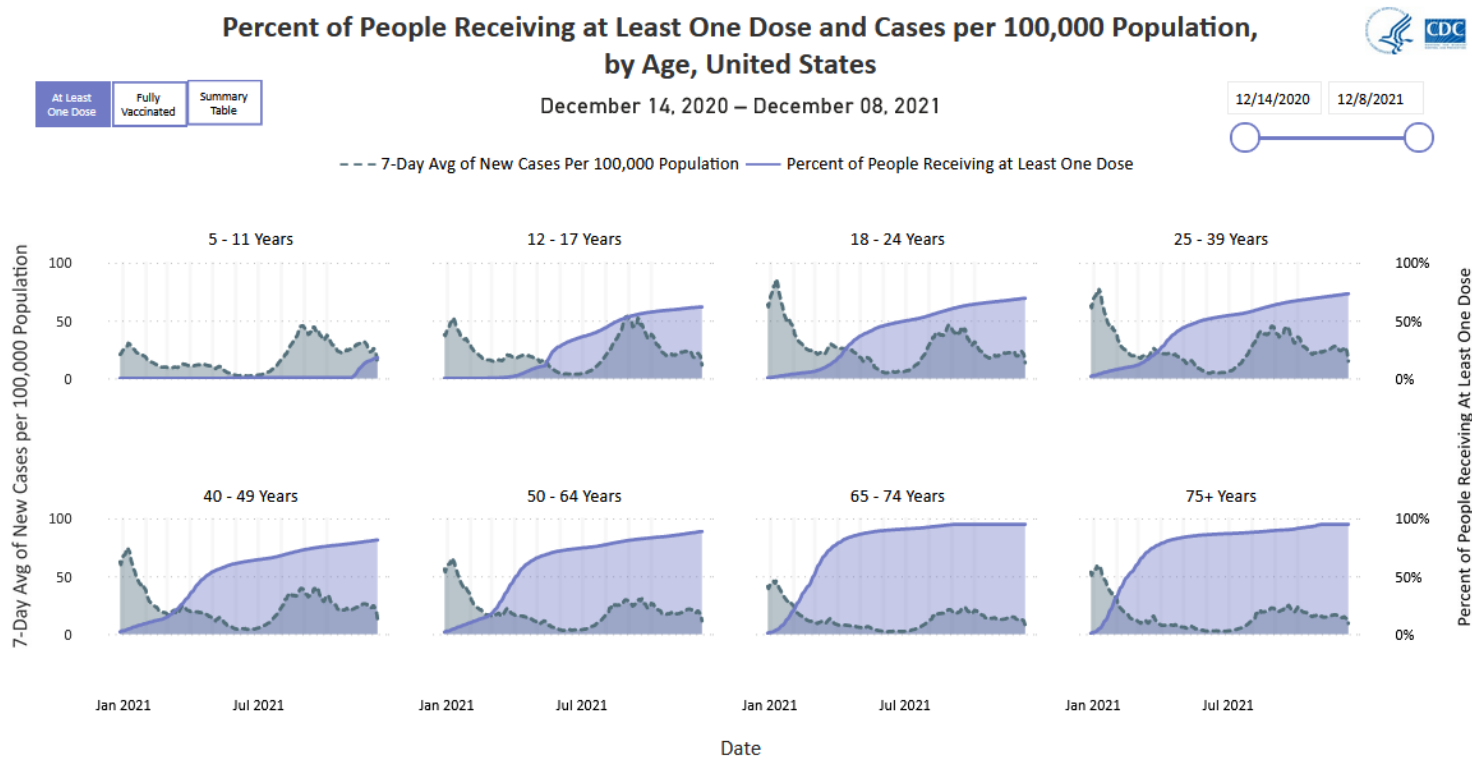 Percent of People Receiving at Least One Dose and Cases per 100,000 Population,
by Age, United States
December 14, 2020 – December 08, 2021
CDC
At Least
One Dose
Fully
Vaccinated
Summary
Table
12/14/2020
12/8/2021
7-Day Avg of New Cases Per 100,000 Population
Percent of People Receiving at Least One Dose
7-Day Avg of New Cases per 100,000 Population
Percent of People Receiving At Least One Dose
5 - 11 Years
12 - 17 Years
18 - 24 Years
25 - 39 Years
100
100%
50
50%
0
0%
40 - 49 Years
50 - 64 Years
65 - 74 Years
75+ Years
100
100%
50
50%
0
0%
Jan 2021
Jul 2021
Jan 2021
Jul 2021
Jan 2021
Jul 2021
Jan 2021
Jul 2021
Date